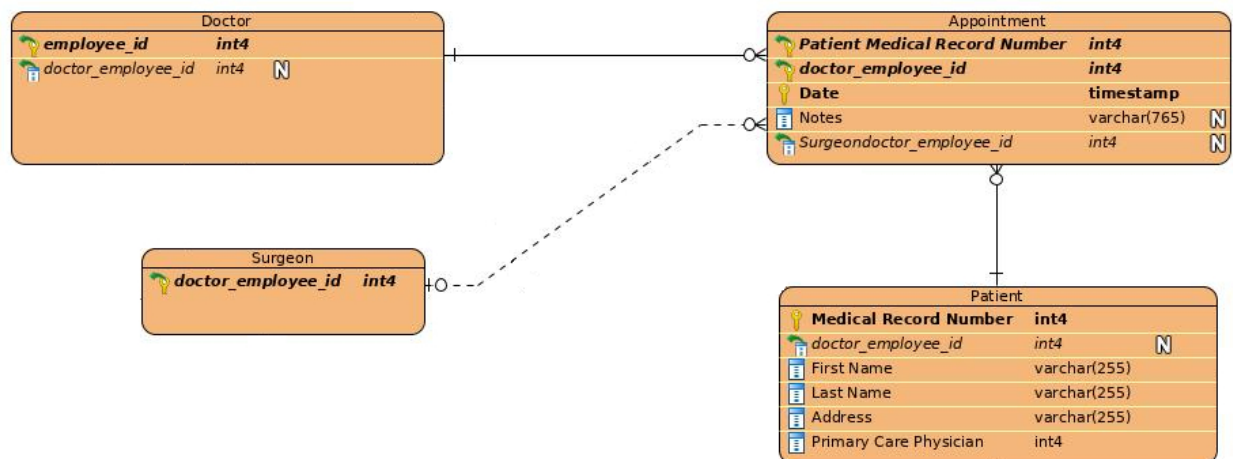 Doctor
employee_id int4
doctor_employee_id int4 N
Appointment
Patient Medical Record Number int4
doctor_employee_id int4
Date timestamp
Notes varchar(765) N
Surgeondoctor_employee_id int4 N
Surgeon
doctor_employee_id int4
Patient
Medical Record Number int4
doctor_employee_id int4 N
First Name varchar(255)
Last Name varchar(255)
Address varchar(255)
Primary Care Physician int4